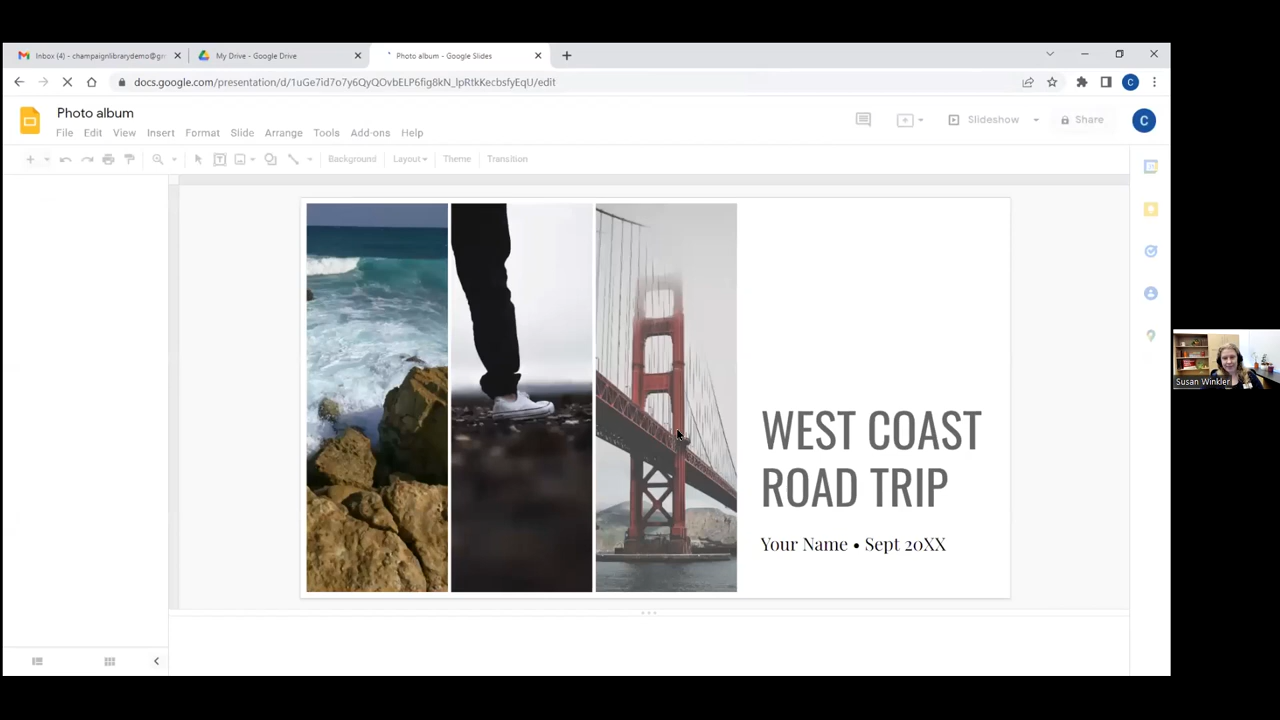 Inbox (4) - champaignlibrarydemo@gm
My Drive - Google Drive
Photo album - Google Slides
docs.google.com/presentation/d/1uGe7id7o7y6QyQOvbELP6fig8kN_lpRtkKecbsfyEqU/edit
Photo album
File Edit View Insert Format Slide Arrange Tools Add-ons Help
Slideshow
Share
C
Background Layout Theme Transition
WEST COAST
ROAD TRIP
Your Name • Sept 20XX
Susan Winkler